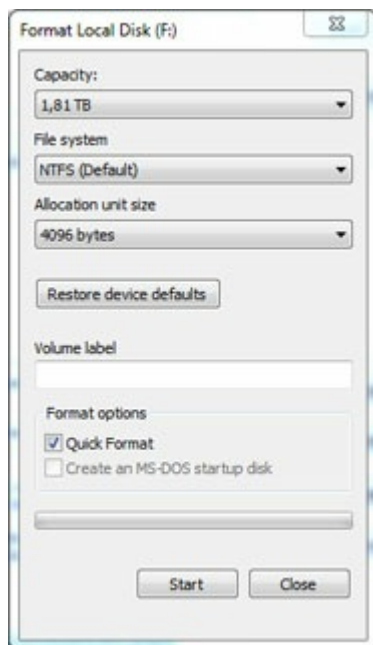 Format Local Disk (F:)
Capacity:
1,81 TB
File system
NTFS (Default)
Allocation unit size
4096 bytes
Restore device defaults
Volume label
Format options
Quick Format
Create an MS-DOS startup disk
Start Close